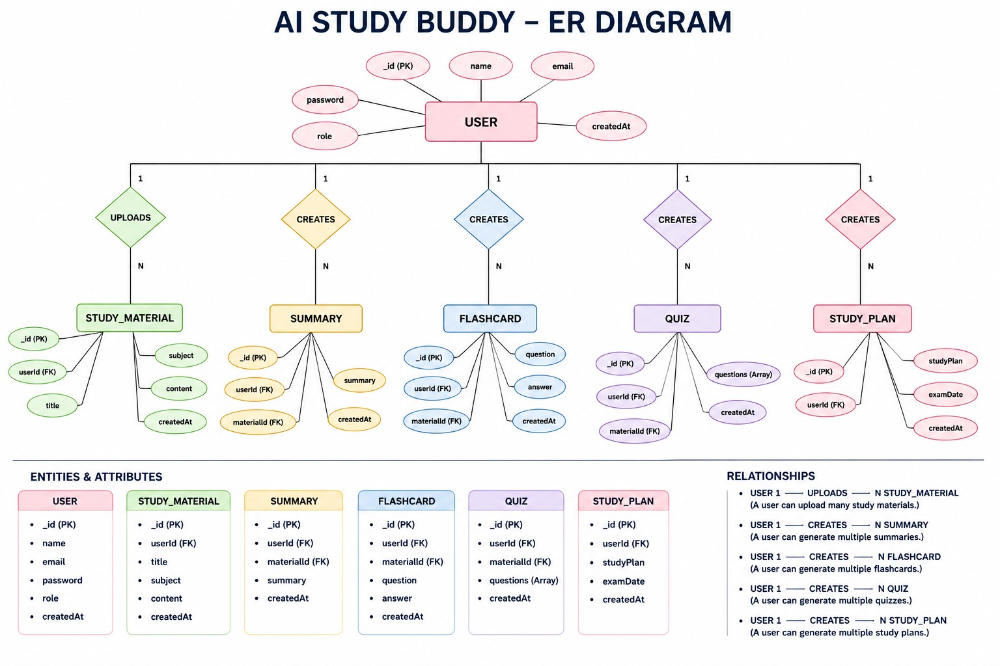 AI STUDY BUDDY – ER DIAGRAM
_id (PK)
name
email
password
role
createdAt
USER
1
1
1
1
1
UPLOADS
CREATES
CREATES
CREATES
CREATES
N
N
N
N
N
STUDY_MATERIAL
_id (PK)
userId (FK)
title
subject
content
createdAt
SUMMARY
_id (PK)
userId (FK)
materialId (FK)
summary
createdAt
FLASHCARD
_id (PK)
userId (FK)
materialId (FK)
question
answer
createdAt
QUIZ
_id (PK)
userId (FK)
materialId (FK)
questions (Array)
createdAt
STUDY_PLAN
_id (PK)
userId (FK)
studyPlan
examDate
createdAt
ENTITIES & ATTRIBUTES
USER
• _id (PK)
• name
• email
• password
• role
• createdAt
STUDY_MATERIAL
• _id (PK)
• userId (FK)
• title
• subject
• content
• createdAt
SUMMARY
• _id (PK)
• userId (FK)
• materialId (FK)
• summary
• createdAt
FLASHCARD
• _id (PK)
• userId (FK)
• materialId (FK)
• question
• answer
• createdAt
QUIZ
• _id (PK)
• userId (FK)
• materialId (FK)
• questions (Array)
• createdAt
STUDY_PLAN
• _id (PK)
• userId (FK)
• studyPlan
• examDate
• createdAt
RELATIONSHIPS
• USER 1 —— UPLOADS —— N STUDY_MATERIAL
(A user can upload many study materials.)
• USER 1 —— CREATES —— N SUMMARY
(A user can generate multiple summaries.)
• USER 1 —— CREATES —— N FLASHCARD
(A user can generate multiple flashcards.)
• USER 1 —— CREATES —— N QUIZ
(A user can generate multiple quizzes.)
• USER 1 —— CREATES —— N STUDY_PLAN
(A user can generate multiple study plans.)